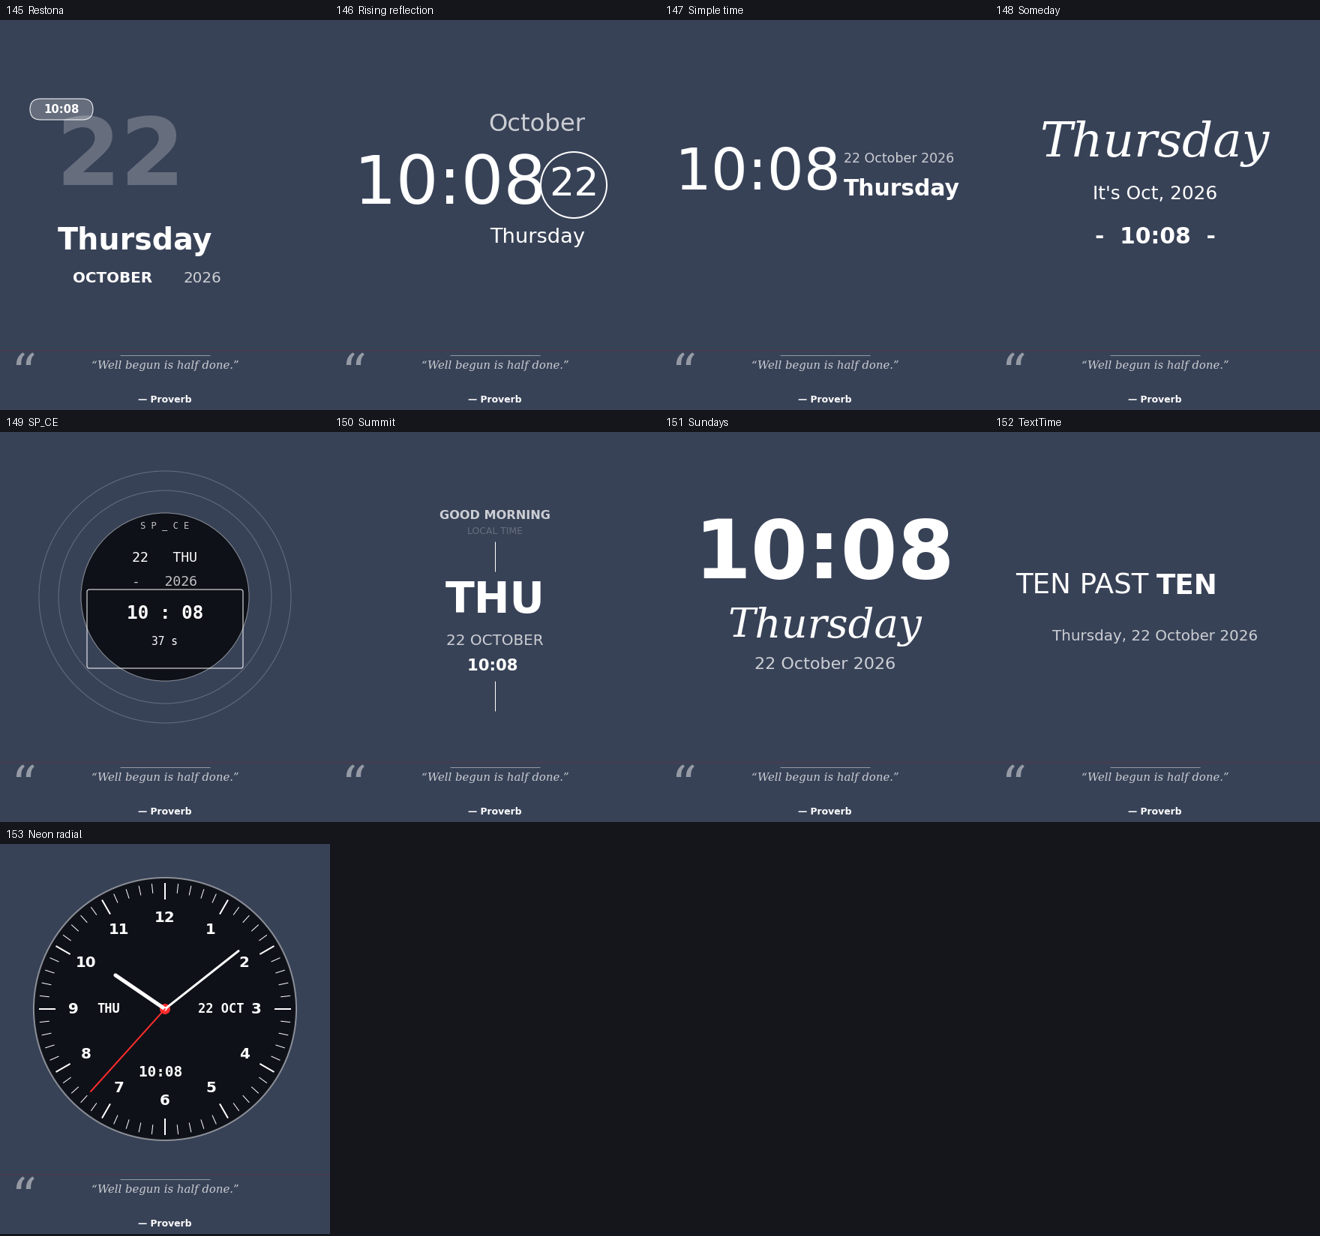 145 Restona
10:08
22
Thursday
OCTOBER 2026
“
“Well begun is half done.”
— Proverb
146 Rising reflection
October
10:08 22
Thursday
“
“Well begun is half done.”
— Proverb
147 Simple time
10:08
22 October 2026
Thursday
“
“Well begun is half done.”
— Proverb
148 Someday
Thursday
It's Oct, 2026
- 10:08 -
“
“Well begun is half done.”
— Proverb
149 SP_CE
SP_CE
22 THU
- 2026
10 : 08
37 s
“
“Well begun is half done.”
— Proverb
150 Summit
GOOD MORNING
LOCAL TIME
THU
22 OCTOBER
10:08
“
“Well begun is half done.”
— Proverb
151 Sundays
10:08
Thursday
22 October 2026
“
“Well begun is half done.”
— Proverb
152 TextTime
TEN PAST TEN
Thursday, 22 October 2026
“
“Well begun is half done.”
— Proverb
153 Neon radial
12
11 1
10 2
9 THU 22 OCT 3
8 4
10:08
7 5
6
“
“Well begun is half done.”
— Proverb